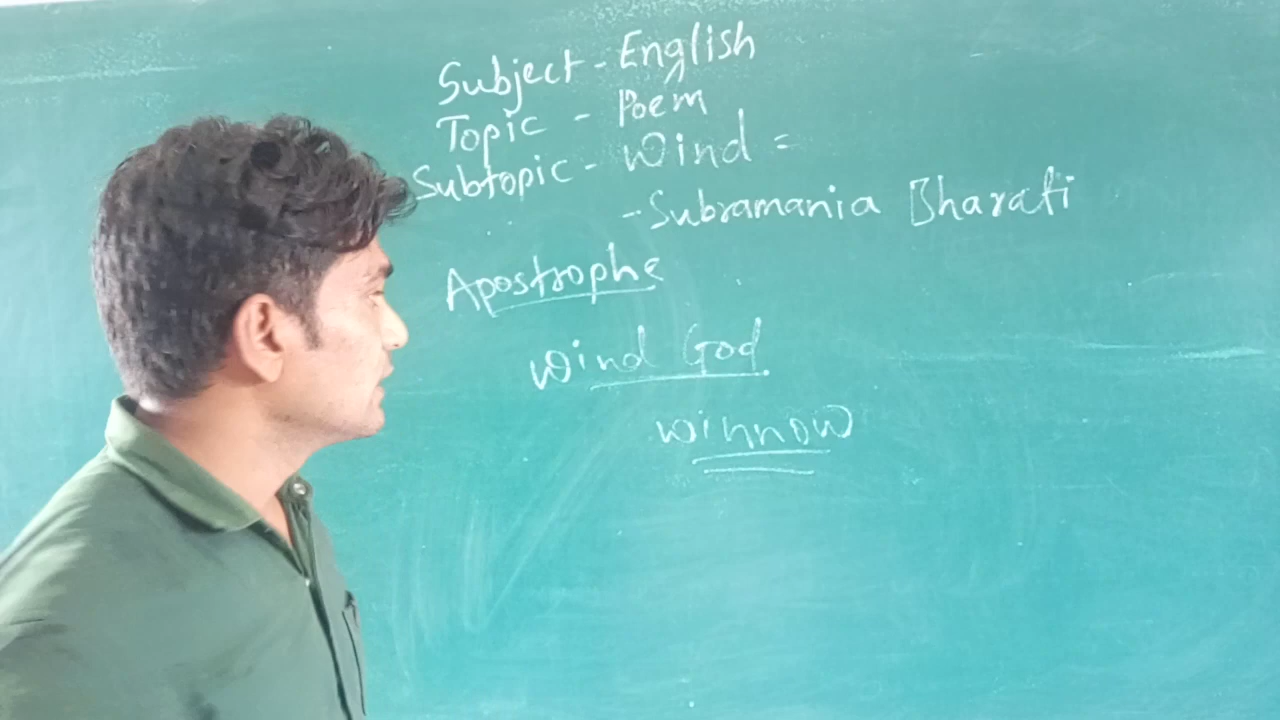 Subject - English
Topic - Poem
Subtopic - Wind =
- Subramania Bharati
Apostrophe
Wind God.
winnow